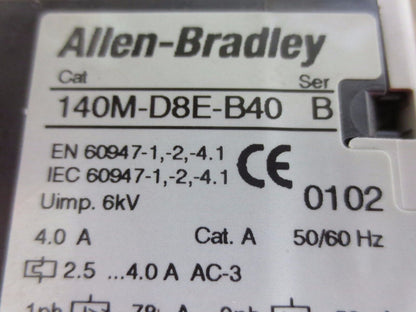 Allen-Bradley
Cat Ser
140M-D8E-B40 B
EN 60947-1,-2,-4.1
IEC 60947-1,-2,-4.1 CE
Uimp. 6kV 0102
4.0 A Cat. A 50/60 Hz
2.5 ...4.0 A AC-3
1ph A